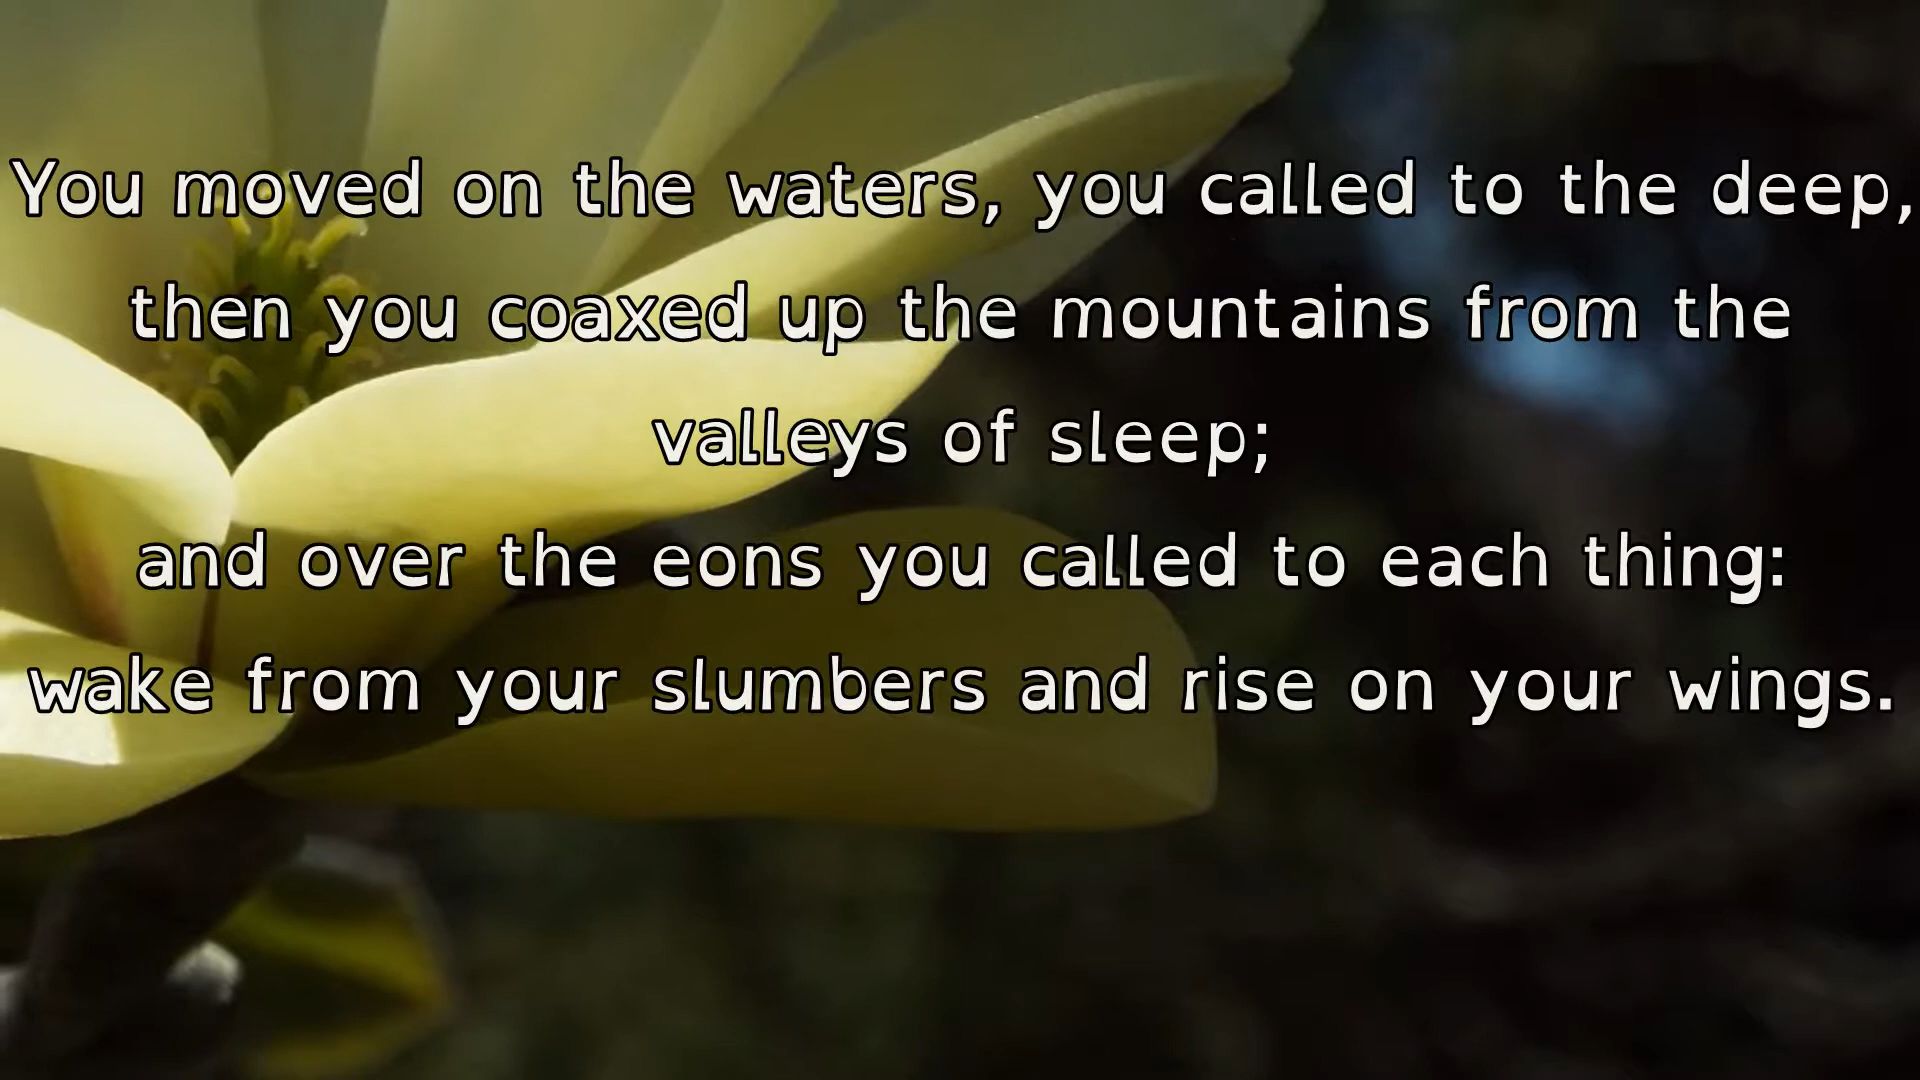 You moved on the waters, you called to the deep,
then you coaxed up the mountains from the
valleys of sleep;
and over the eons you called to each thing:
wake from your slumbers and rise on your wings.